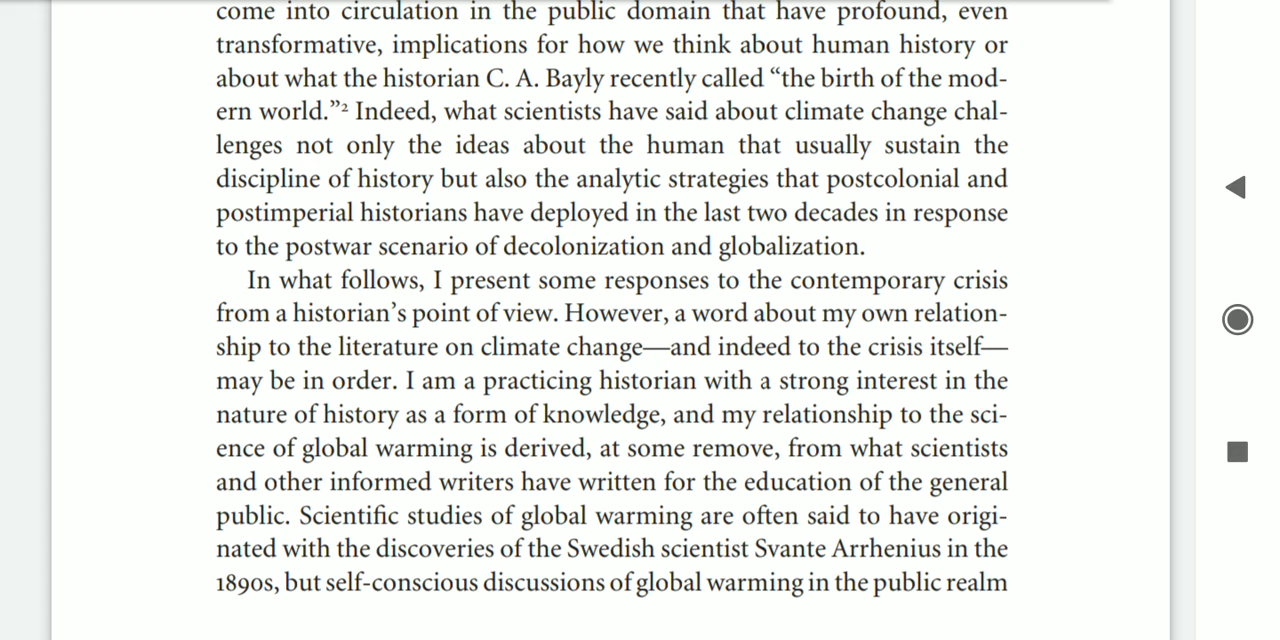 come into circulation in the public domain that have profound, even
transformative, implications for how we think about human history or
about what the historian C. A. Bayly recently called “the birth of the mod-
ern world.”² Indeed, what scientists have said about climate change chal-
lenges not only the ideas about the human that usually sustain the
discipline of history but also the analytic strategies that postcolonial and
postimperial historians have deployed in the last two decades in response
to the postwar scenario of decolonization and globalization.
In what follows, I present some responses to the contemporary crisis
from a historian’s point of view. However, a word about my own relation-
ship to the literature on climate change—and indeed to the crisis itself—
may be in order. I am a practicing historian with a strong interest in the
nature of history as a form of knowledge, and my relationship to the sci-
ence of global warming is derived, at some remove, from what scientists
and other informed writers have written for the education of the general
public. Scientific studies of global warming are often said to have origi-
nated with the discoveries of the Swedish scientist Svante Arrhenius in the
1890s, but self-conscious discussions of global warming in the public realm